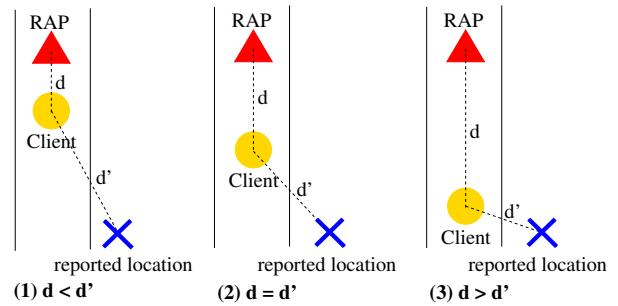 RAP
d
Client
d’
reported location
(1) d < d’
RAP
d
Client
d’
reported location
(2) d = d’
RAP
d
d’
Client
reported location
(3) d > d’